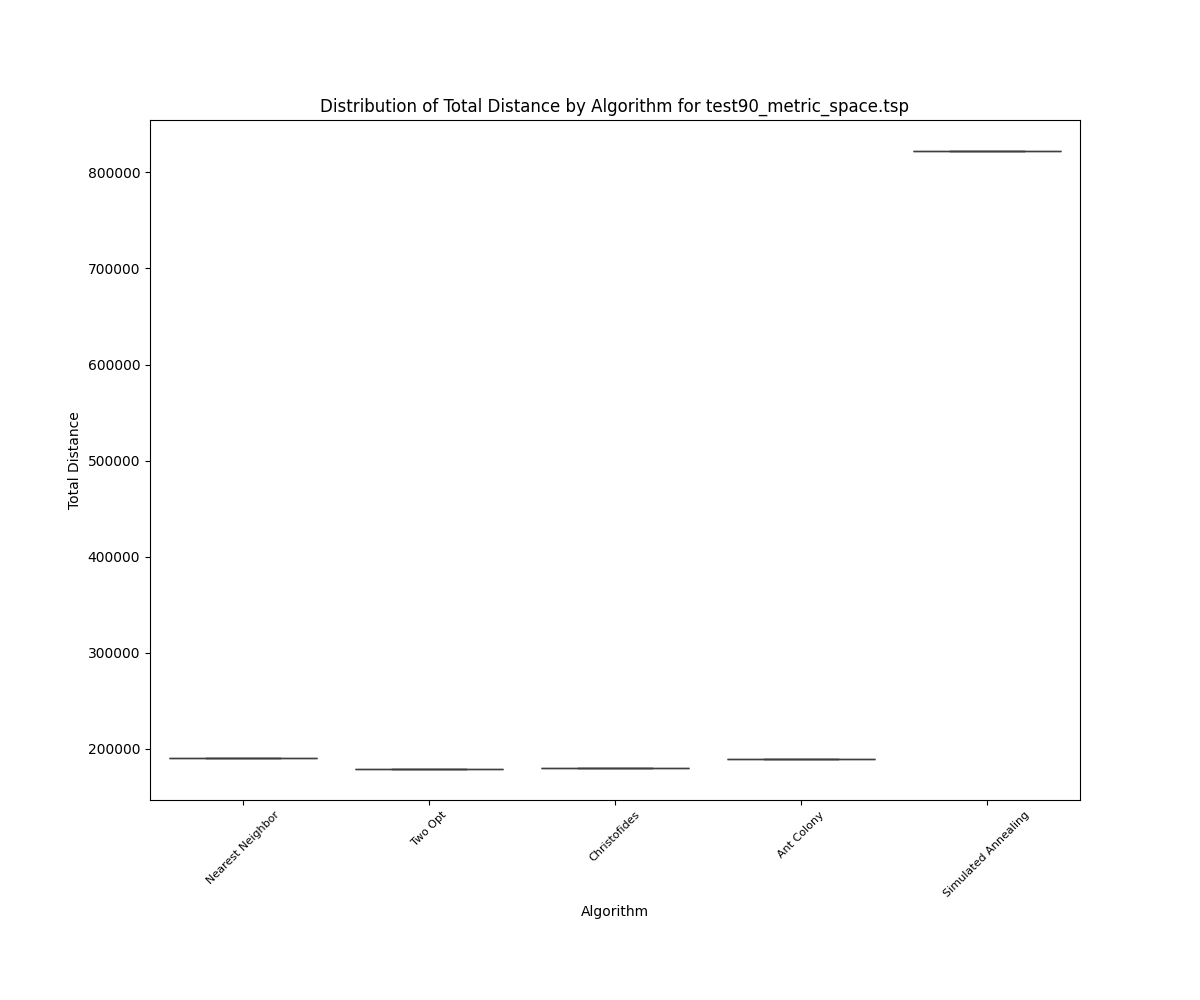 Distribution of Total Distance by Algorithm for test90_metric_space.tsp
800000
700000
600000
500000
400000
300000
200000
Total Distance
Nearest Neighbor
Two Opt
Christofides
Ant Colony
Simulated Annealing
Algorithm